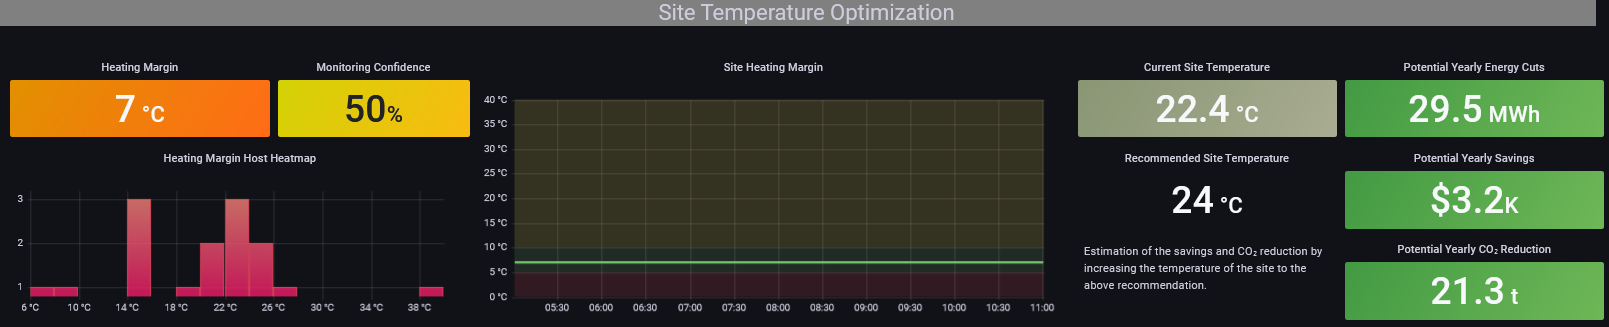 Site Temperature Optimization
Heating Margin
7 °C
Monitoring Confidence
50%
Heating Margin Host Heatmap
3
2
1
6 °C 10 °C 14 °C 18 °C 22 °C 26 °C 30 °C 34 °C 38 °C
Site Heating Margin
40 °C
35 °C
30 °C
25 °C
20 °C
15 °C
10 °C
5 °C
0 °C
05:30 06:00 06:30 07:00 07:30 08:00 08:30 09:00 09:30 10:00 10:30 11:00
Current Site Temperature
22.4 °C
Recommended Site Temperature
24 °C
Estimation of the savings and CO₂ reduction by
increasing the temperature of the site to the
above recommendation.
Potential Yearly Energy Cuts
29.5 MWh
Potential Yearly Savings
$3.2K
Potential Yearly CO₂ Reduction
21.3 t